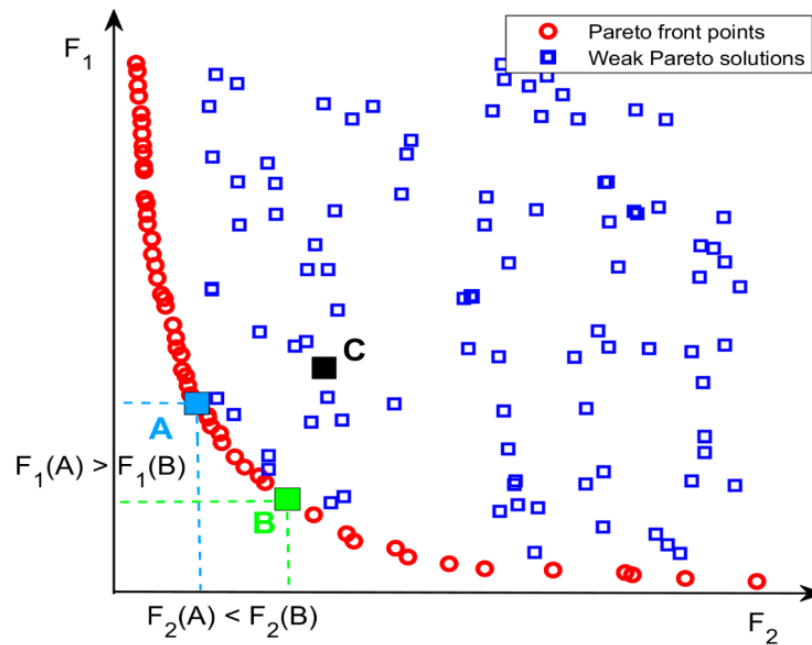 F1
Pareto front points
Weak Pareto solutions
C
A
F1(A) > F1(B)
B
F2(A) < F2(B)
F2